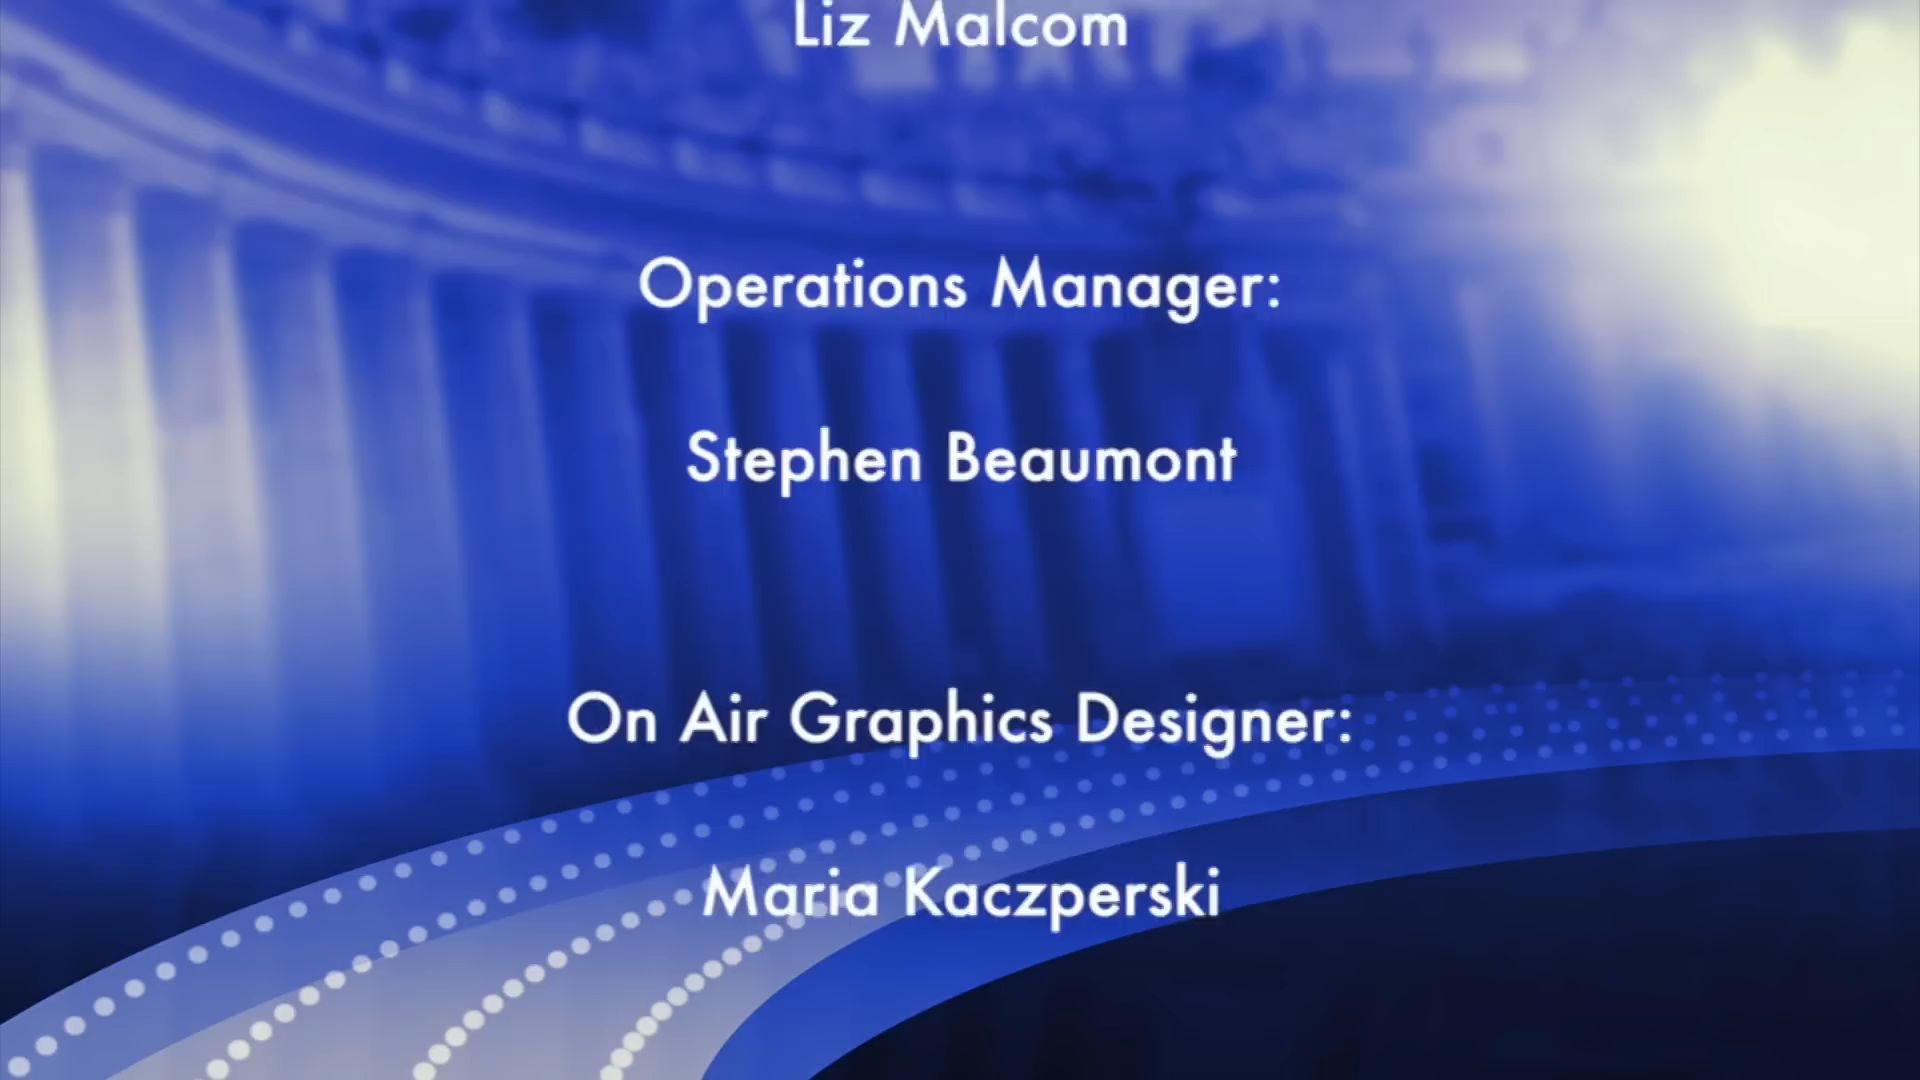 Liz Malcom
Operations Manager:
Stephen Beaumont
On Air Graphics Designer:
Maria Kaczperski